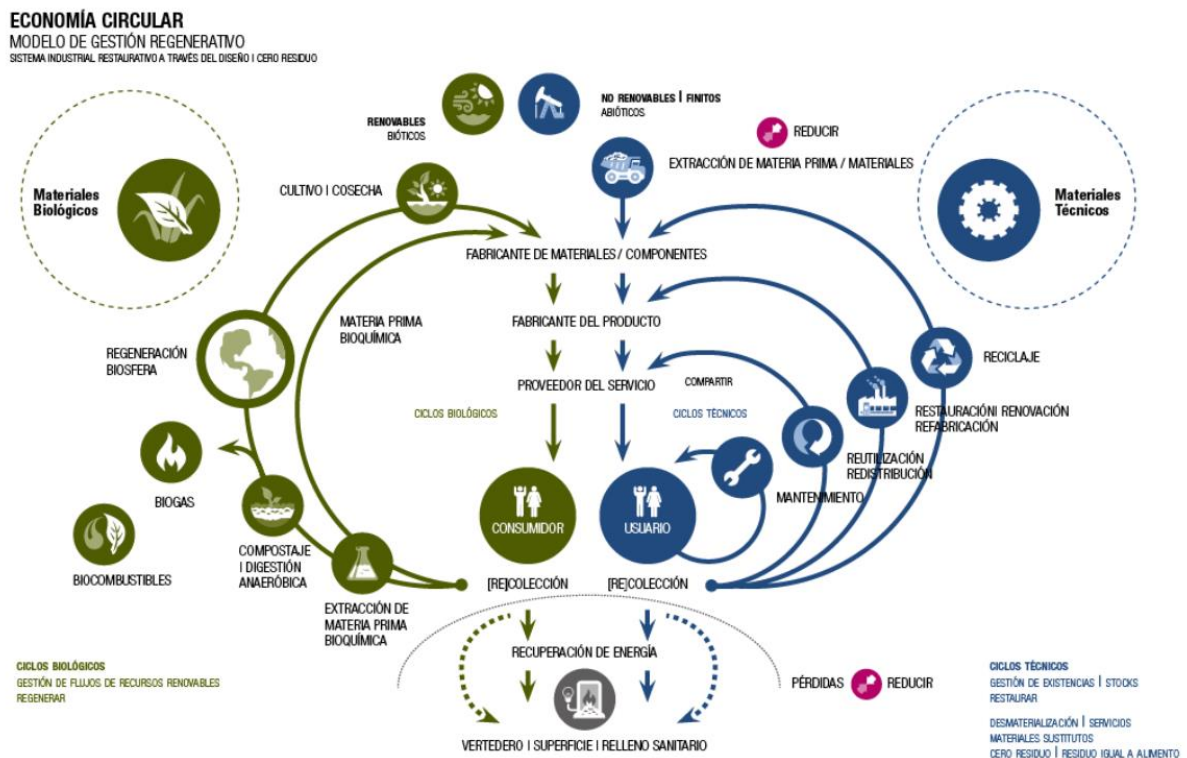 ECONOMÍA CIRCULAR
MODELO DE GESTIÓN REGENERATIVO
SISTEMA INDUSTRIAL RESTAURATIVO A TRAVÉS DEL DISEÑO | CERO RESIDUO
RENOVABLES
BIÓTICOS
NO RENOVABLES | FINITOS
ABIÓTICOS
REDUCIR
EXTRACCIÓN DE MATERIA PRIMA / MATERIALES
Materiales
Biológicos
Materiales
Técnicos
CULTIVO | COSECHA
FABRICANTE DE MATERIALES / COMPONENTES
MATERIA PRIMA
BIOQUÍMICA
FABRICANTE DEL PRODUCTO
REGENERACIÓN
BIOSFERA
RECICLAJE
PROVEEDOR DEL SERVICIO
COMPARTIR
CICLOS BIOLÓGICOS
CICLOS TÉCNICOS
RESTAURACIÓN| RENOVACIÓN
REFABRICACIÓN
REUTILIZACIÓN
REDISTRIBUCIÓN
MANTENIMIENTO
BIOGAS
CONSUMIDOR
USUARIO
BIOCOMBUSTIBLES
COMPOSTAJE
| DIGESTIÓN
ANAERÓBICA
[RE]COLECCIÓN
[RE]COLECCIÓN
EXTRACCIÓN DE
MATERIA PRIMA
BIOQUÍMICA
RECUPERACIÓN DE ENERGÍA
PÉRDIDAS
REDUCIR
VERTEDERO | SUPERFICIE | RELLENO SANITARIO
CICLOS BIOLÓGICOS
GESTIÓN DE FLUJOS DE RECURSOS RENOVABLES
REGENERAR
CICLOS TÉCNICOS
GESTIÓN DE EXISTENCIAS | STOCKS
RESTAURAR
DESMATERIALIZACIÓN | SERVICIOS
MATERIALES SUSTITUTOS
CERO RESIDUO | RESIDUO IGUAL A ALIMENTO